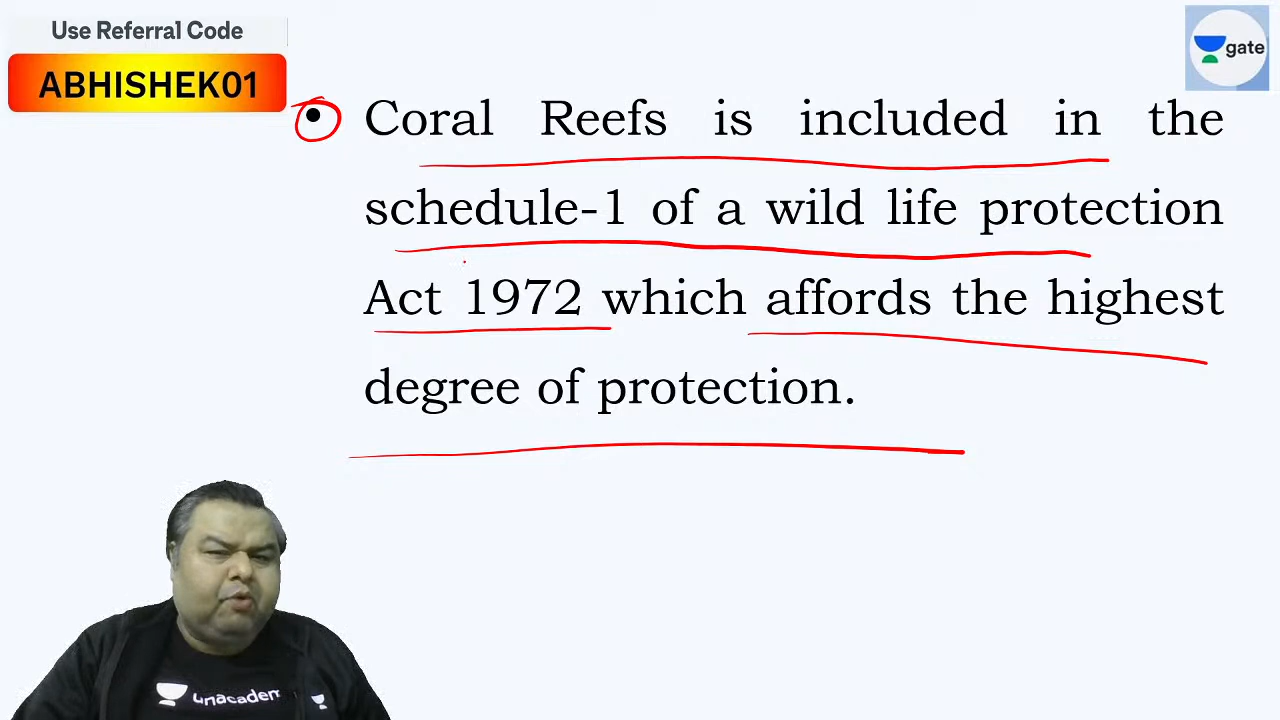 Use Referral Code
ABHISHEK01
gate
• Coral Reefs is included in the
schedule-1 of a wild life protection
Act 1972 which affords the highest
degree of protection.
unacadem